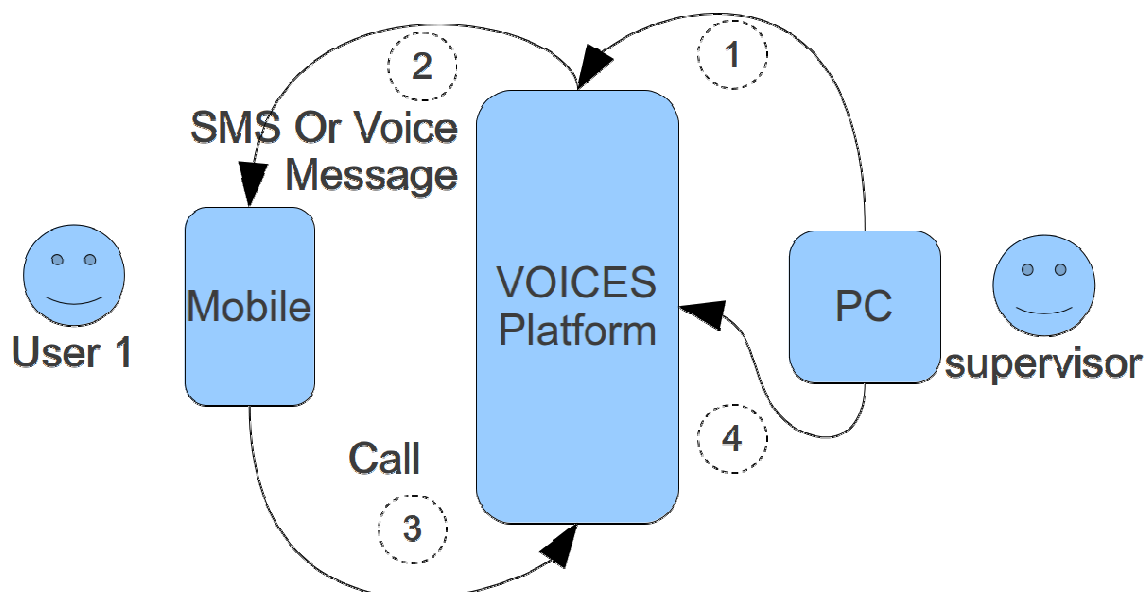 1
2
SMS Or Voice
Message
User 1
Mobile
VOICES
Platform
PC
supervisor
4
Call
3